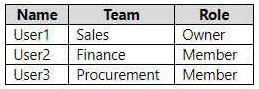 Name Team Role
User1 Sales Owner
User2 Finance Member
User3 Procurement Member